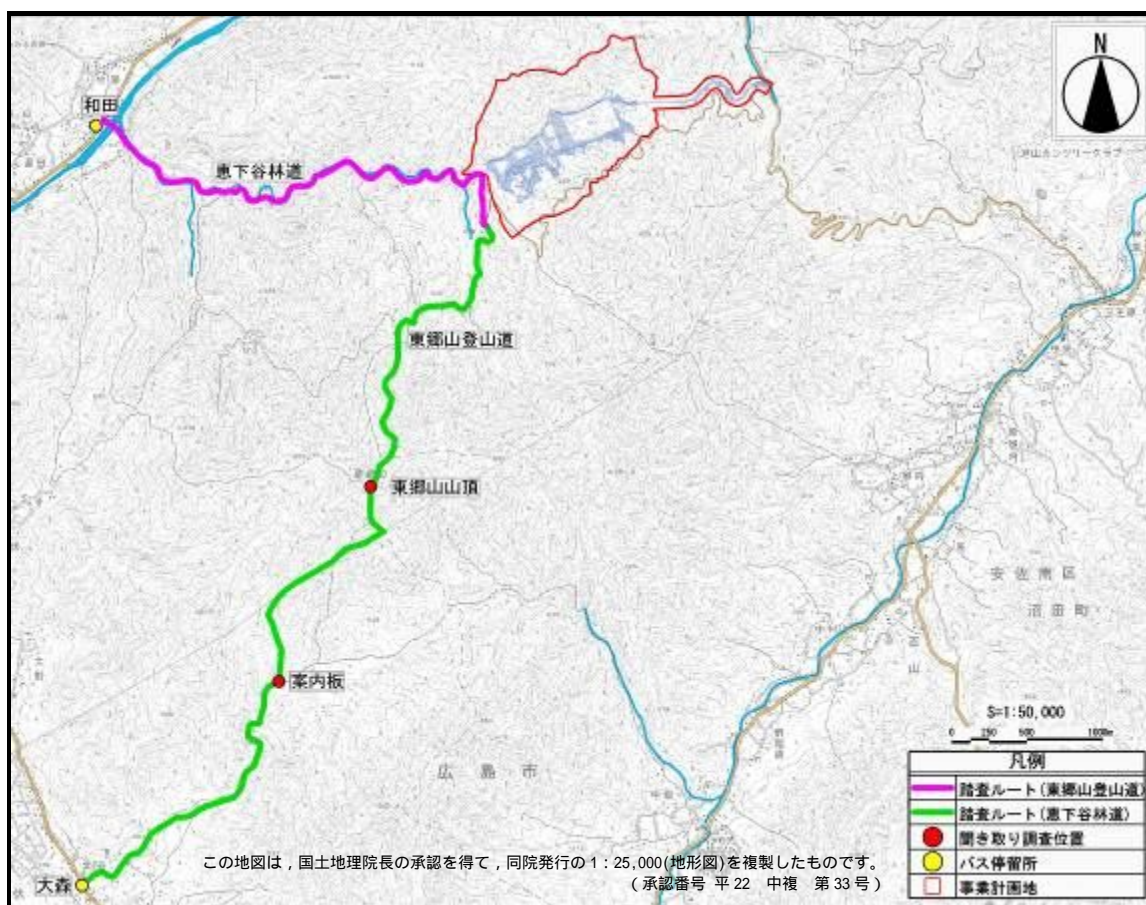 N
和田
恵下谷林道
東郷山登山道
東郷山山頂
案内板
安佐南区
沼田町
広島市
大森
S=1:50,000
0 250 500 1000m
凡例
踏査ルート(東郷山登山道)
踏査ルート(恵下谷林道)
聞き取り調査位置
バス停留所
事業計画地
この地図は，国土地理院長の承認を得て，同院発行の1：25,000(地形図)を複製したものです。
（承認番号 平22 中複 第33号）